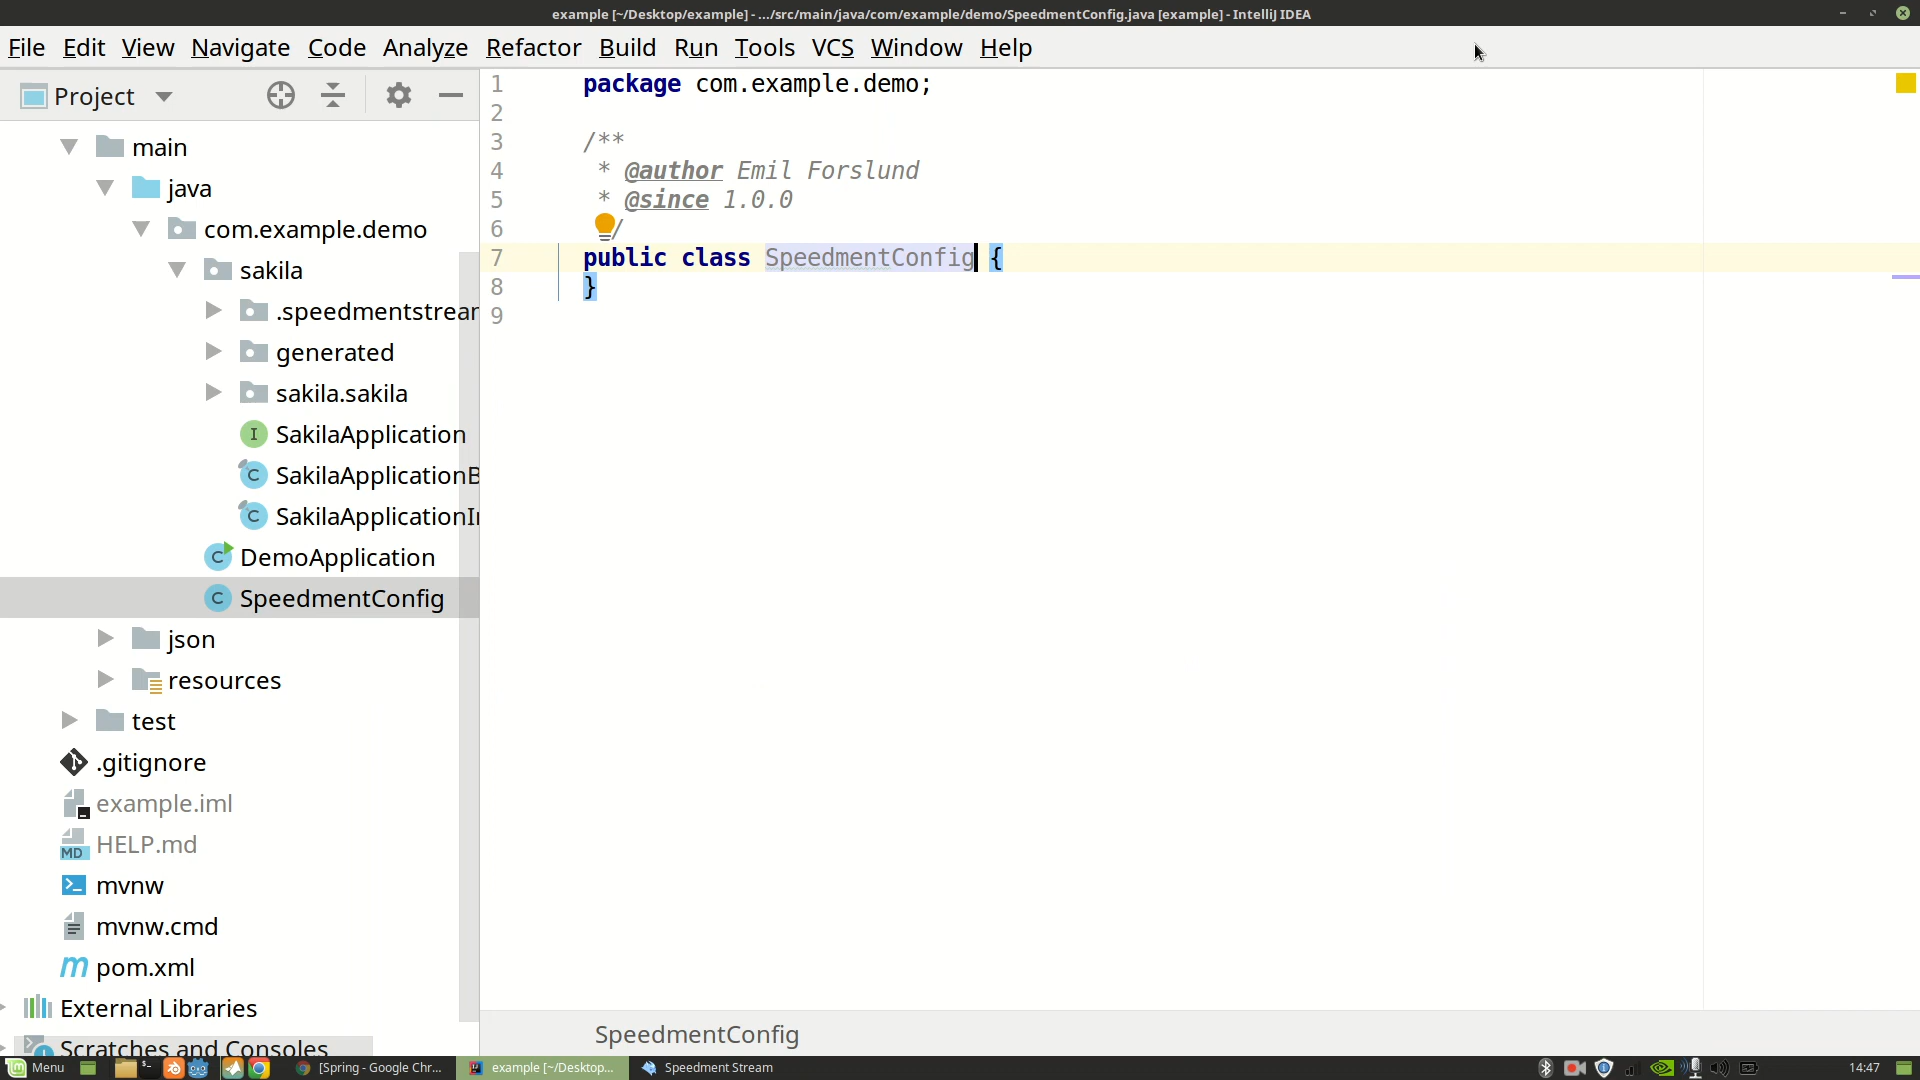 example [~/Desktop/example] - .../src/main/java/com/example/demo/SpeedmentConfig.java [example] - IntelliJ IDEA
File Edit View Navigate Code Analyze Refactor Build Run Tools VCS Window Help
Project
main
java
com.example.demo
sakila
.speedmentstrear
generated
sakila.sakila
I SakilaApplication
C SakilaApplicationB
C SakilaApplicationI
C DemoApplication
C SpeedmentConfig
json
resources
test
.gitignore
example.iml
MD HELP.md
mvnw
mvnw.cmd
m pom.xml
External Libraries
Scratches and Consoles
1 package com.example.demo;
2
3 /**
4 * @author Emil Forslund
5 * @since 1.0.0
6 /
7 public class SpeedmentConfig {
8 }
9
SpeedmentConfig
Menu [Spring - Google Chr... example [~/Desktop... Speedment Stream 14:47